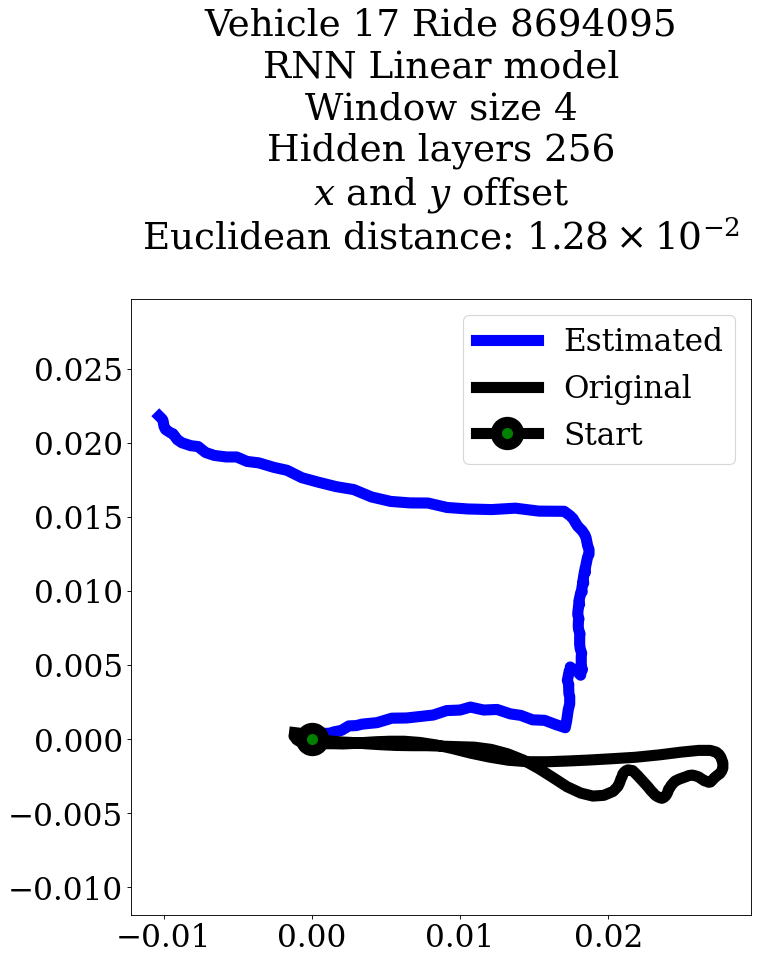 Vehicle 17 Ride 8694095
RNN Linear model
Window size 4
Hidden layers 256
x and y offset
Euclidean distance: 1.28 × 10⁻²
Estimated
Original
Start
0.025
0.020
0.015
0.010
0.005
0.000
−0.005
−0.010
−0.01 0.00 0.01 0.02